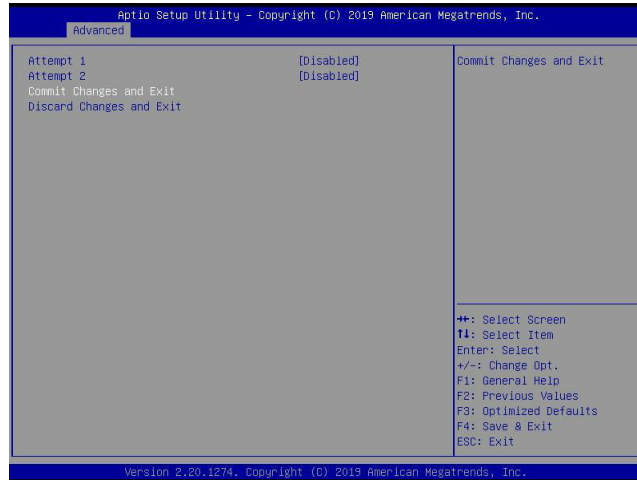 Aptio Setup Utility – Copyright (C) 2019 American Megatrends, Inc.
Advanced
Attempt 1 [Disabled]
Attempt 2 [Disabled]
Commit Changes and Exit
Discard Changes and Exit
Commit Changes and Exit
→←: Select Screen
↑↓: Select Item
Enter: Select
+/-: Change Opt.
F1: General Help
F2: Previous Values
F3: Optimized Defaults
F4: Save & Exit
ESC: Exit
Version 2.20.1274. Copyright (C) 2019 American Megatrends, Inc.